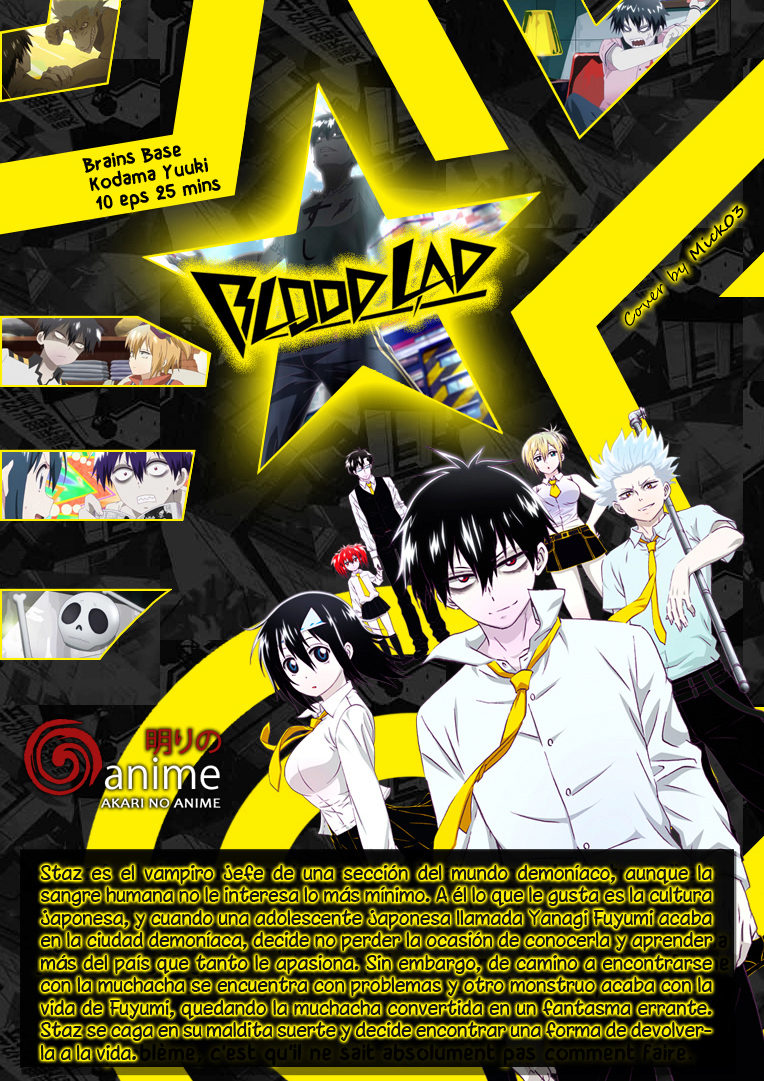 Brains Base
Kodama Yuuki
10 eps 25 mins
BLOOD LAD
Cover by Mick03
明りの
anime
AKARI NO ANIME
Staz es el vampiro jefe de una sección del mundo demoníaco, aunque la
sangre humana no le interesa lo más mínimo. A él lo que le gusta es la cultura
japonesa, y cuando una adolescente japonesa llamada Yanagi Fuyumi acaba
en la ciudad demoníaca, decide no perder la ocasión de conocerla y aprender
más del país que tanto le apasiona. Sin embargo, de camino a encontrarse
con la muchacha se encuentra con problemas y otro monstruo acaba con la
vida de Fuyumi, quedando la muchacha convertida en un fantasma errante.
Staz se caga en su maldita suerte y decide encontrar una forma de devolver-
la a la vida. blème, c'est qu'il ne sait absolument pas comment faire.